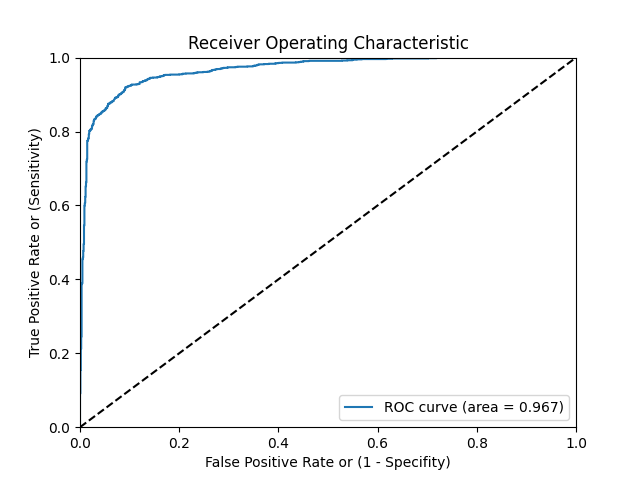 Receiver Operating Characteristic
1.0
0.8
0.6
0.4
0.2
0.0
True Positive Rate or (Sensitivity)
ROC curve (area = 0.967)
0.0 0.2 0.4 0.6 0.8 1.0
False Positive Rate or (1 - Specifity)